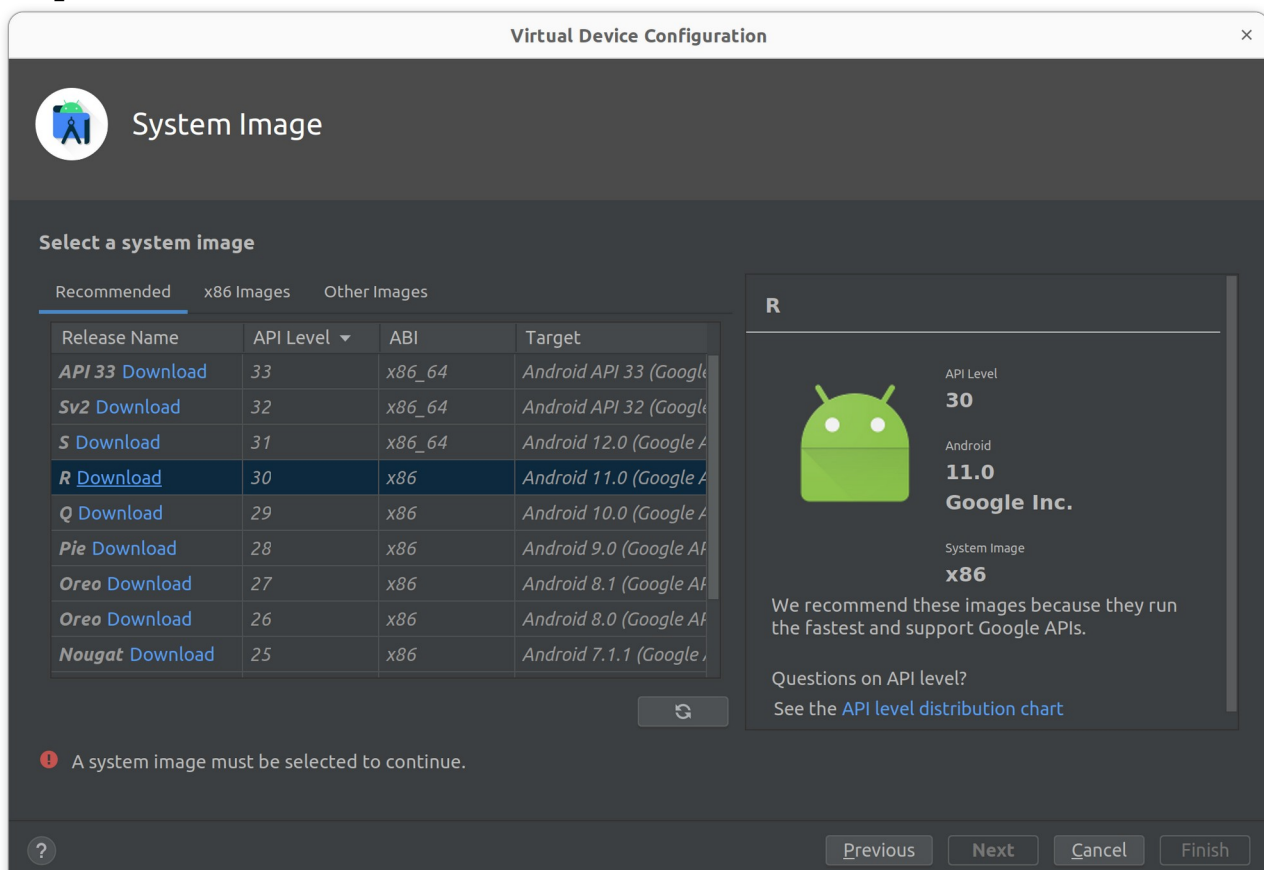 Virtual Device Configuration
System Image
Select a system image
Recommended x86 Images Other Images
Release Name API Level ABI Target
API 33 Download 33 x86_64 Android API 33 (Google
Sv2 Download 32 x86_64 Android API 32 (Google
S Download 31 x86_64 Android 12.0 (Google A
R Download 30 x86 Android 11.0 (Google A
Q Download 29 x86 Android 10.0 (Google A
Pie Download 28 x86 Android 9.0 (Google AP
Oreo Download 27 x86 Android 8.1 (Google AP
Oreo Download 26 x86 Android 8.0 (Google AP
Nougat Download 25 x86 Android 7.1.1 (Google
R
API Level
30
Android
11.0
Google Inc.
System Image
x86
We recommend these images because they run
the fastest and support Google APIs.
Questions on API level?
See the API level distribution chart
A system image must be selected to continue.
? Previous Next Cancel Finish